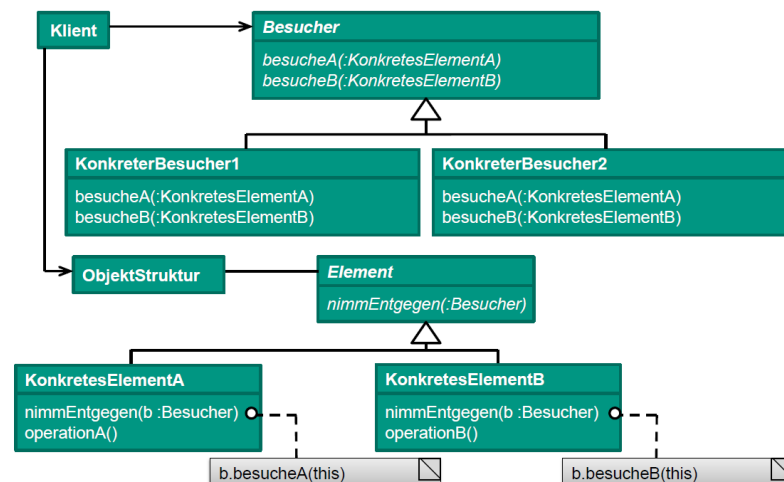 Klient
Besucher
besucheA(:KonkretesElementA)
besucheB(:KonkretesElementB)
KonkreterBesucher1
besucheA(:KonkretesElementA)
besucheB(:KonkretesElementB)
KonkreterBesucher2
besucheA(:KonkretesElementA)
besucheB(:KonkretesElementB)
ObjektStruktur
Element
nimmEntgegen(:Besucher)
KonkretesElementA
nimmEntgegen(b :Besucher)
operationA()
KonkretesElementB
nimmEntgegen(b :Besucher)
operationB()
b.besucheA(this)
b.besucheB(this)